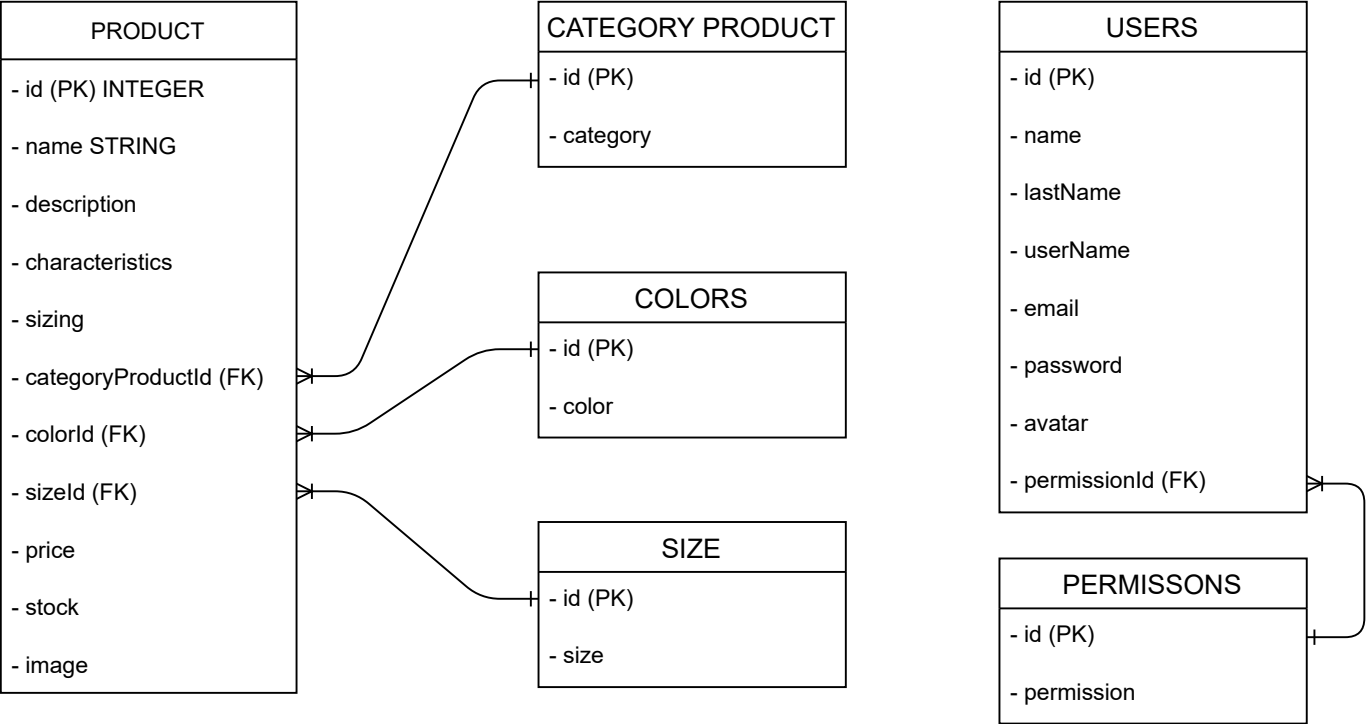 PRODUCT
- id (PK) INTEGER
- name STRING
- description
- characteristics
- sizing
- categoryProductId (FK)
- colorId (FK)
- sizeId (FK)
- price
- stock
- image
CATEGORY PRODUCT
- id (PK)
- category
COLORS
- id (PK)
- color
SIZE
- id (PK)
- size
USERS
- id (PK)
- name
- lastName
- userName
- email
- password
- avatar
- permissionId (FK)
PERMISSONS
- id (PK)
- permission